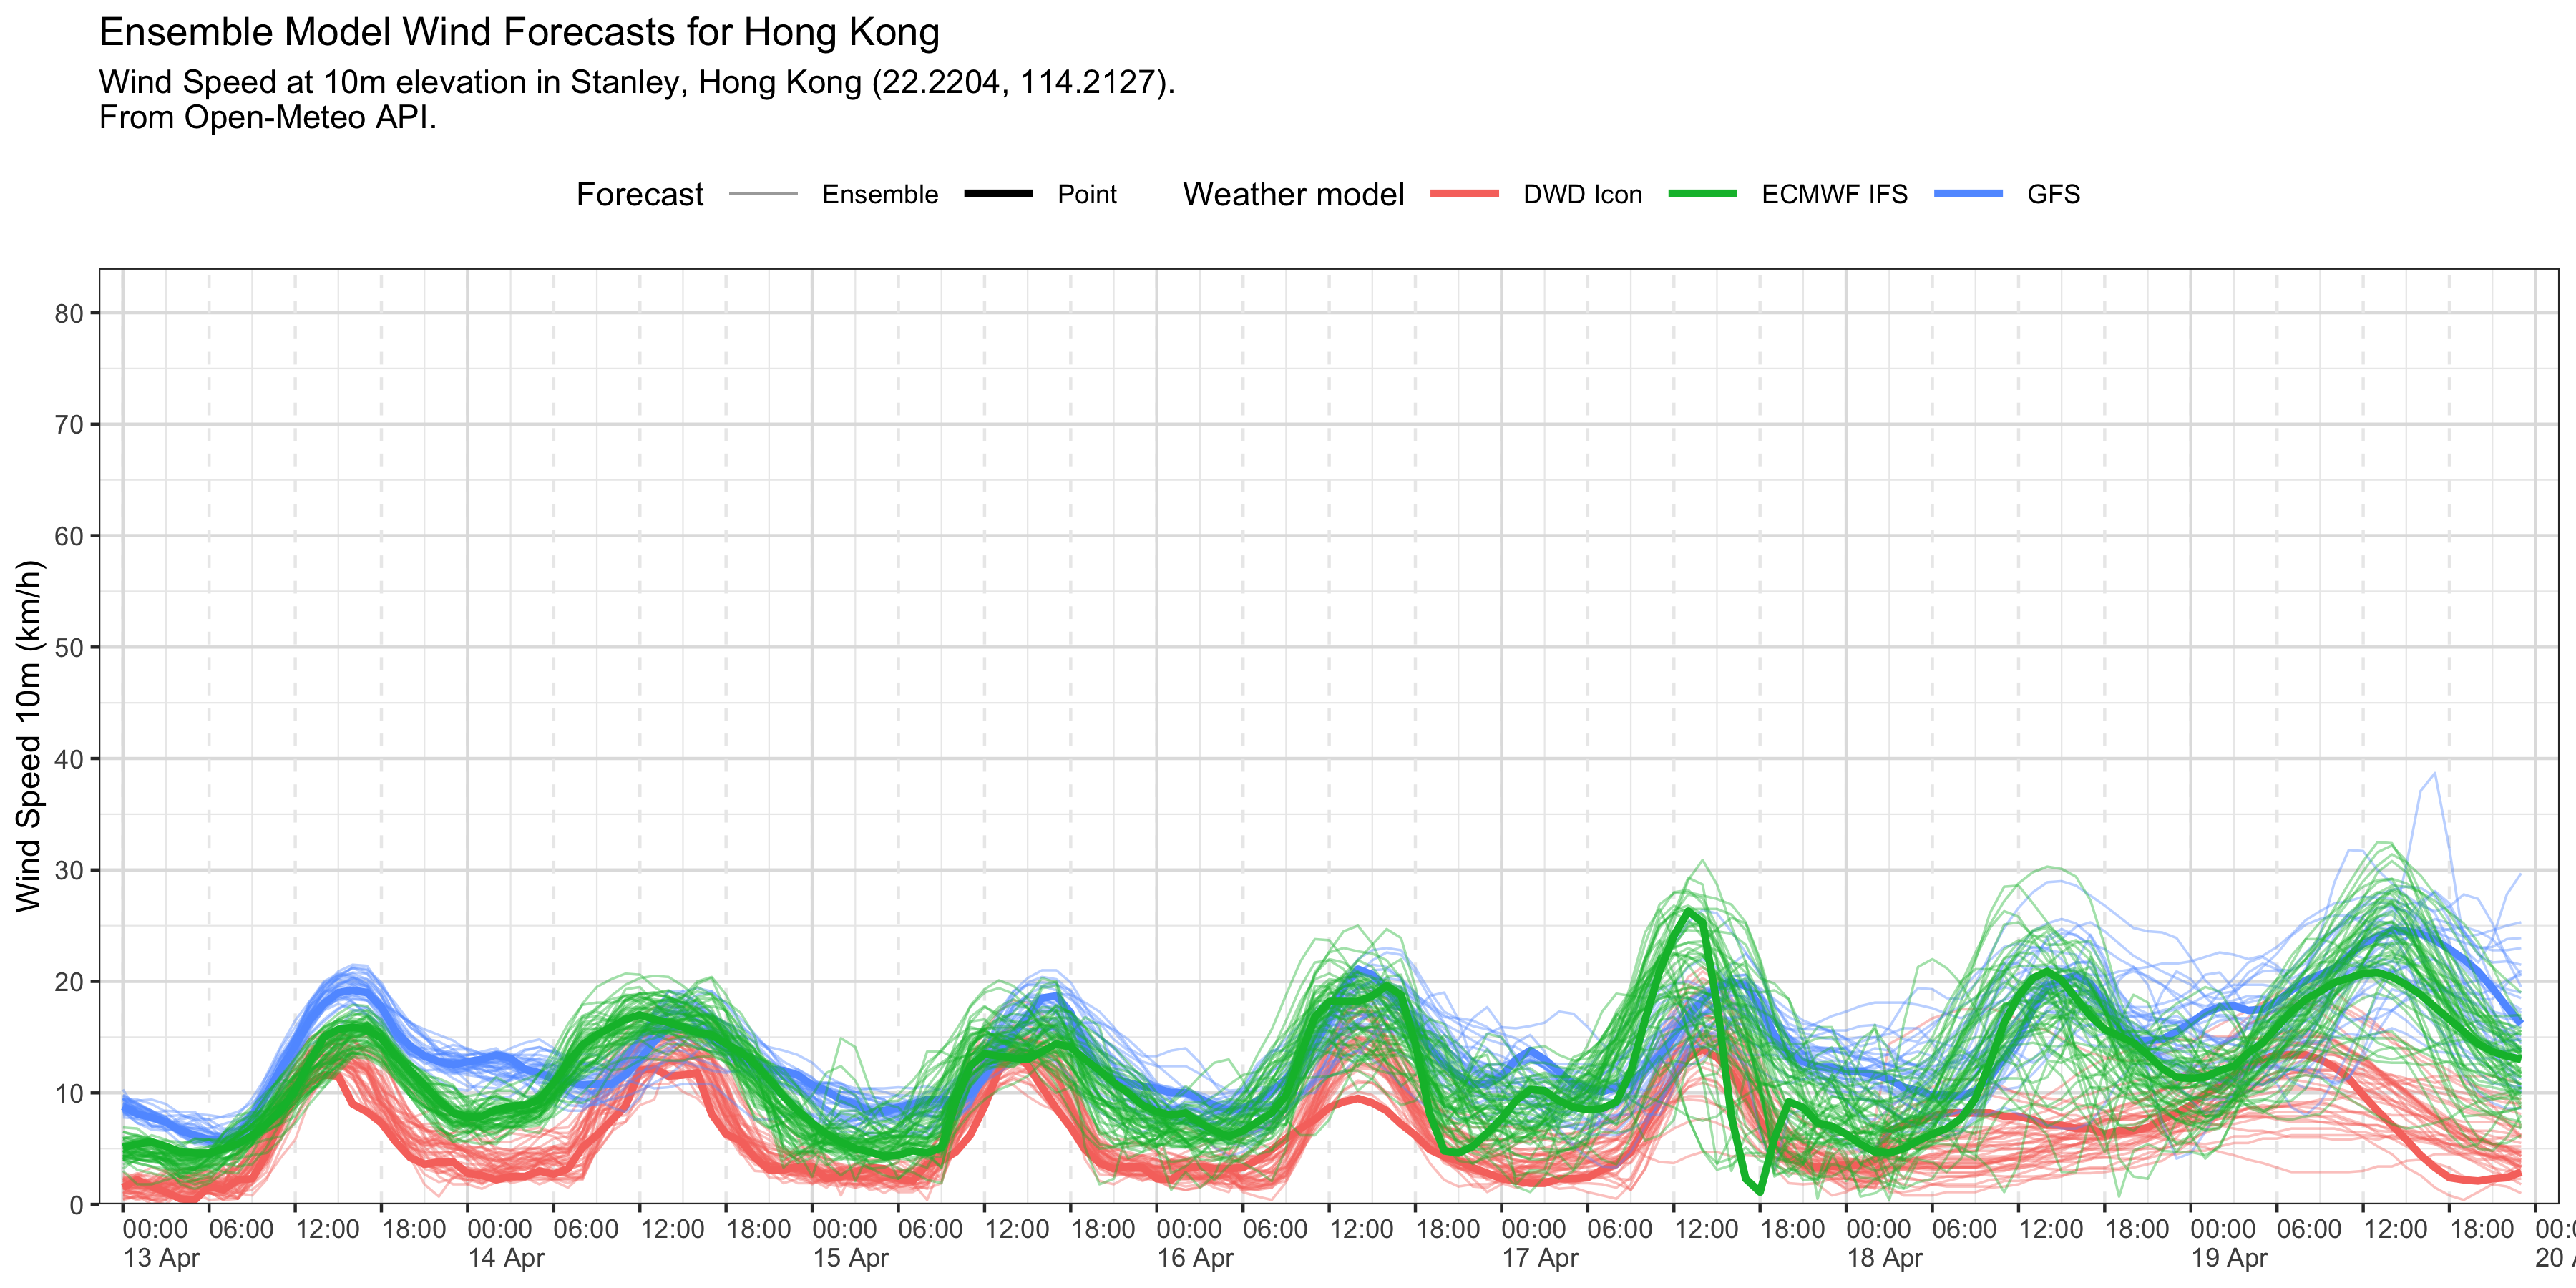 Ensemble Model Wind Forecasts for Hong Kong
Wind Speed at 10m elevation in Stanley, Hong Kong (22.2204, 114.2127).
From Open-Meteo API.
Forecast Ensemble Point Weather model DWD Icon ECMWF IFS GFS
Wind Speed 10m (km/h)
80
70
60
50
40
30
20
10
0
00:00 06:00 12:00 18:00 00:00 06:00 12:00 18:00 00:00 06:00 12:00 18:00 00:00 06:00 12:00 18:00 00:00 06:00 12:00 18:00 00:00 06:00 12:00 18:00 00:00 06:00 12:00 18:00
13 Apr 14 Apr 15 Apr 16 Apr 17 Apr 18 Apr 19 Apr 20